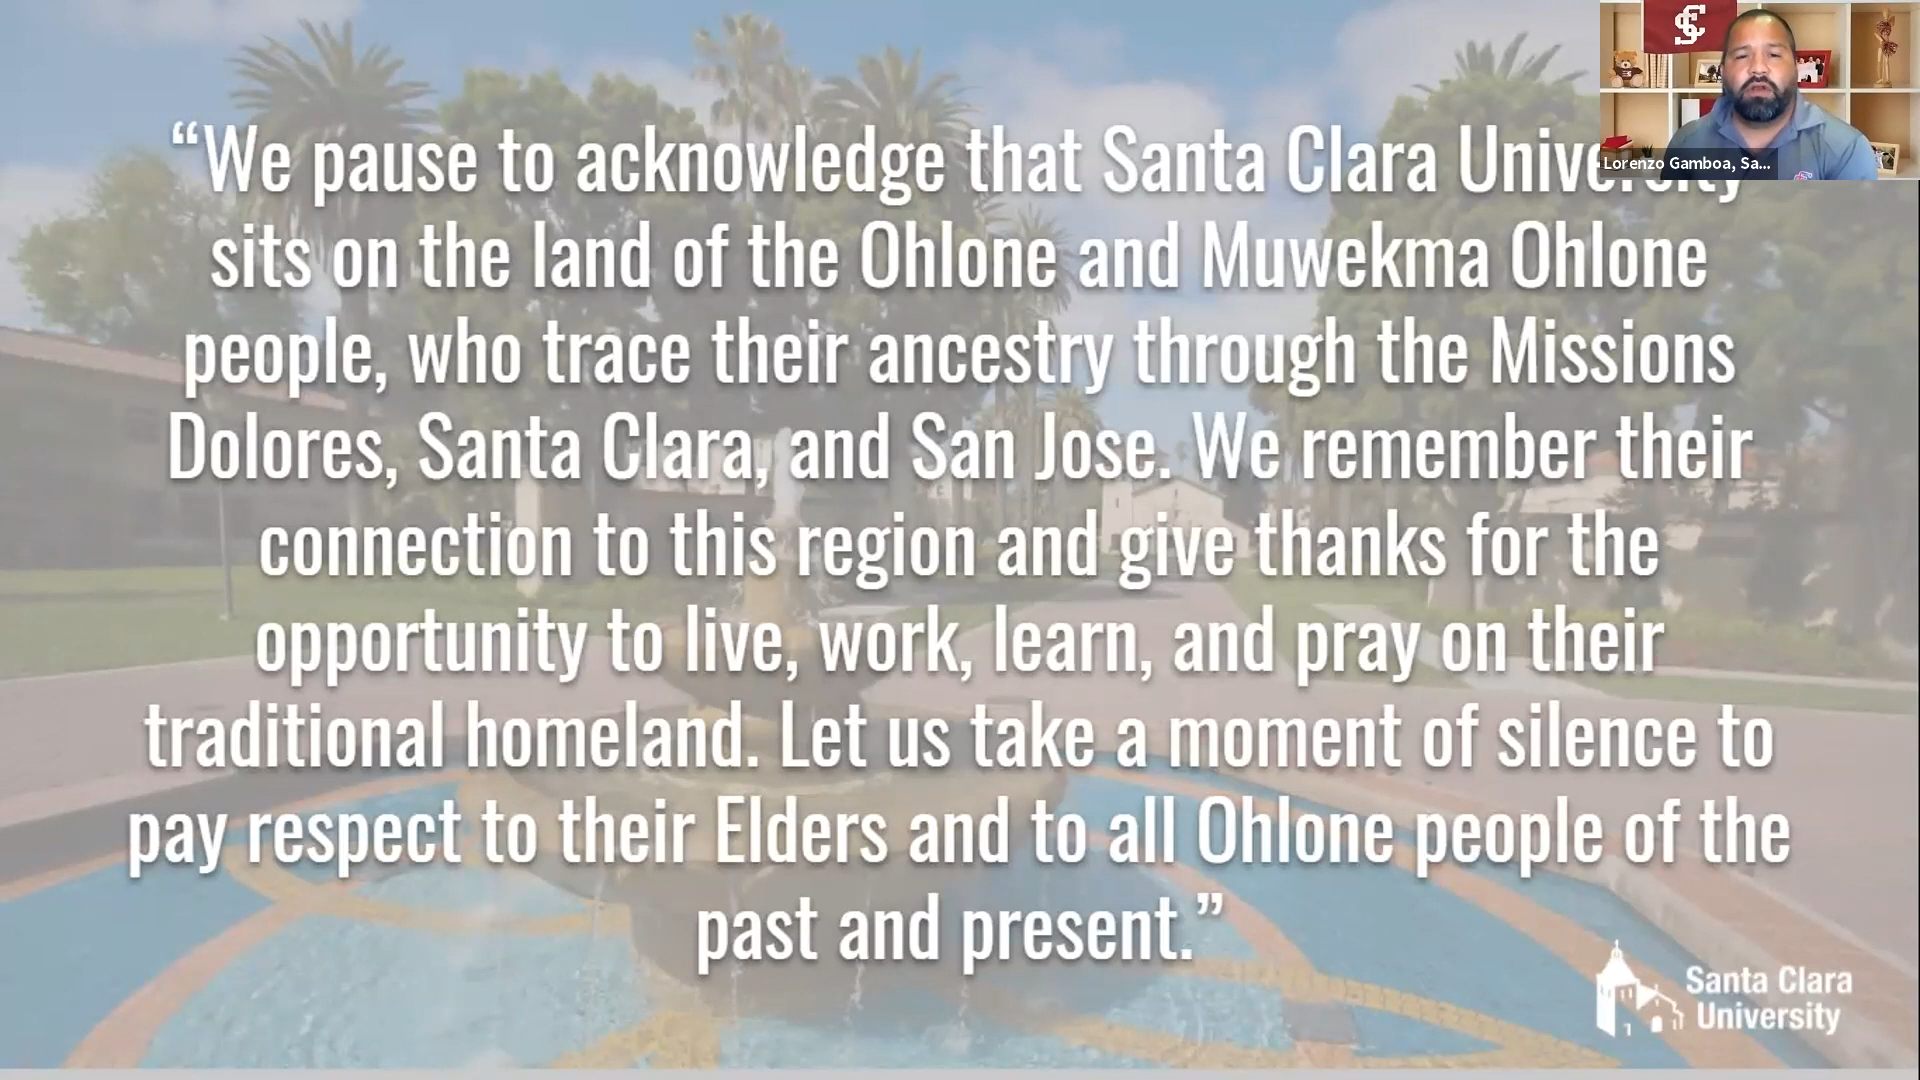 “We pause to acknowledge that Santa Clara University
sits on the land of the Ohlone and Muwekma Ohlone
people, who trace their ancestry through the Missions
Dolores, Santa Clara, and San Jose. We remember their
connection to this region and give thanks for the
opportunity to live, work, learn, and pray on their
traditional homeland. Let us take a moment of silence to
pay respect to their Elders and to all Ohlone people of the
past and present.”
SC
Lorenzo Gamboa, Sa...
Santa Clara
University